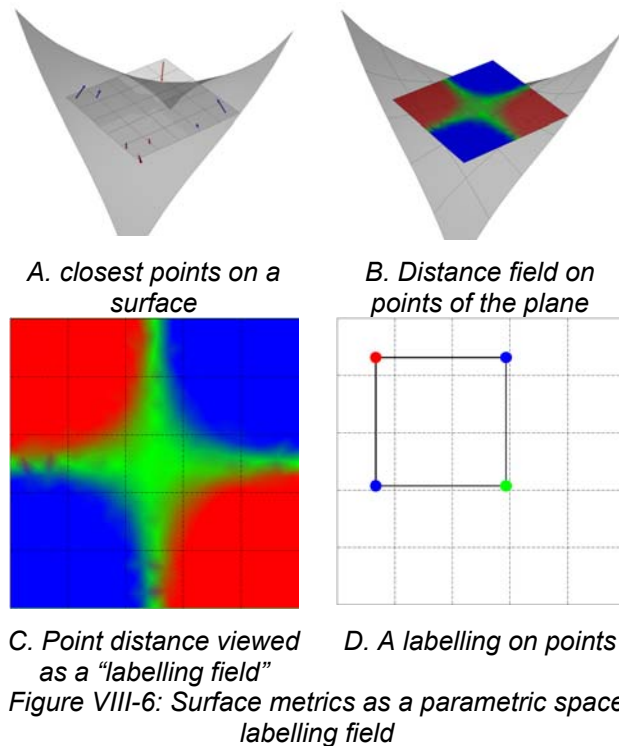 A. closest points on a
surface
B. Distance field on
points of the plane
C. Point distance viewed
as a “labelling field”
D. A labelling on points
Figure VIII-6: Surface metrics as a parametric space
labelling field